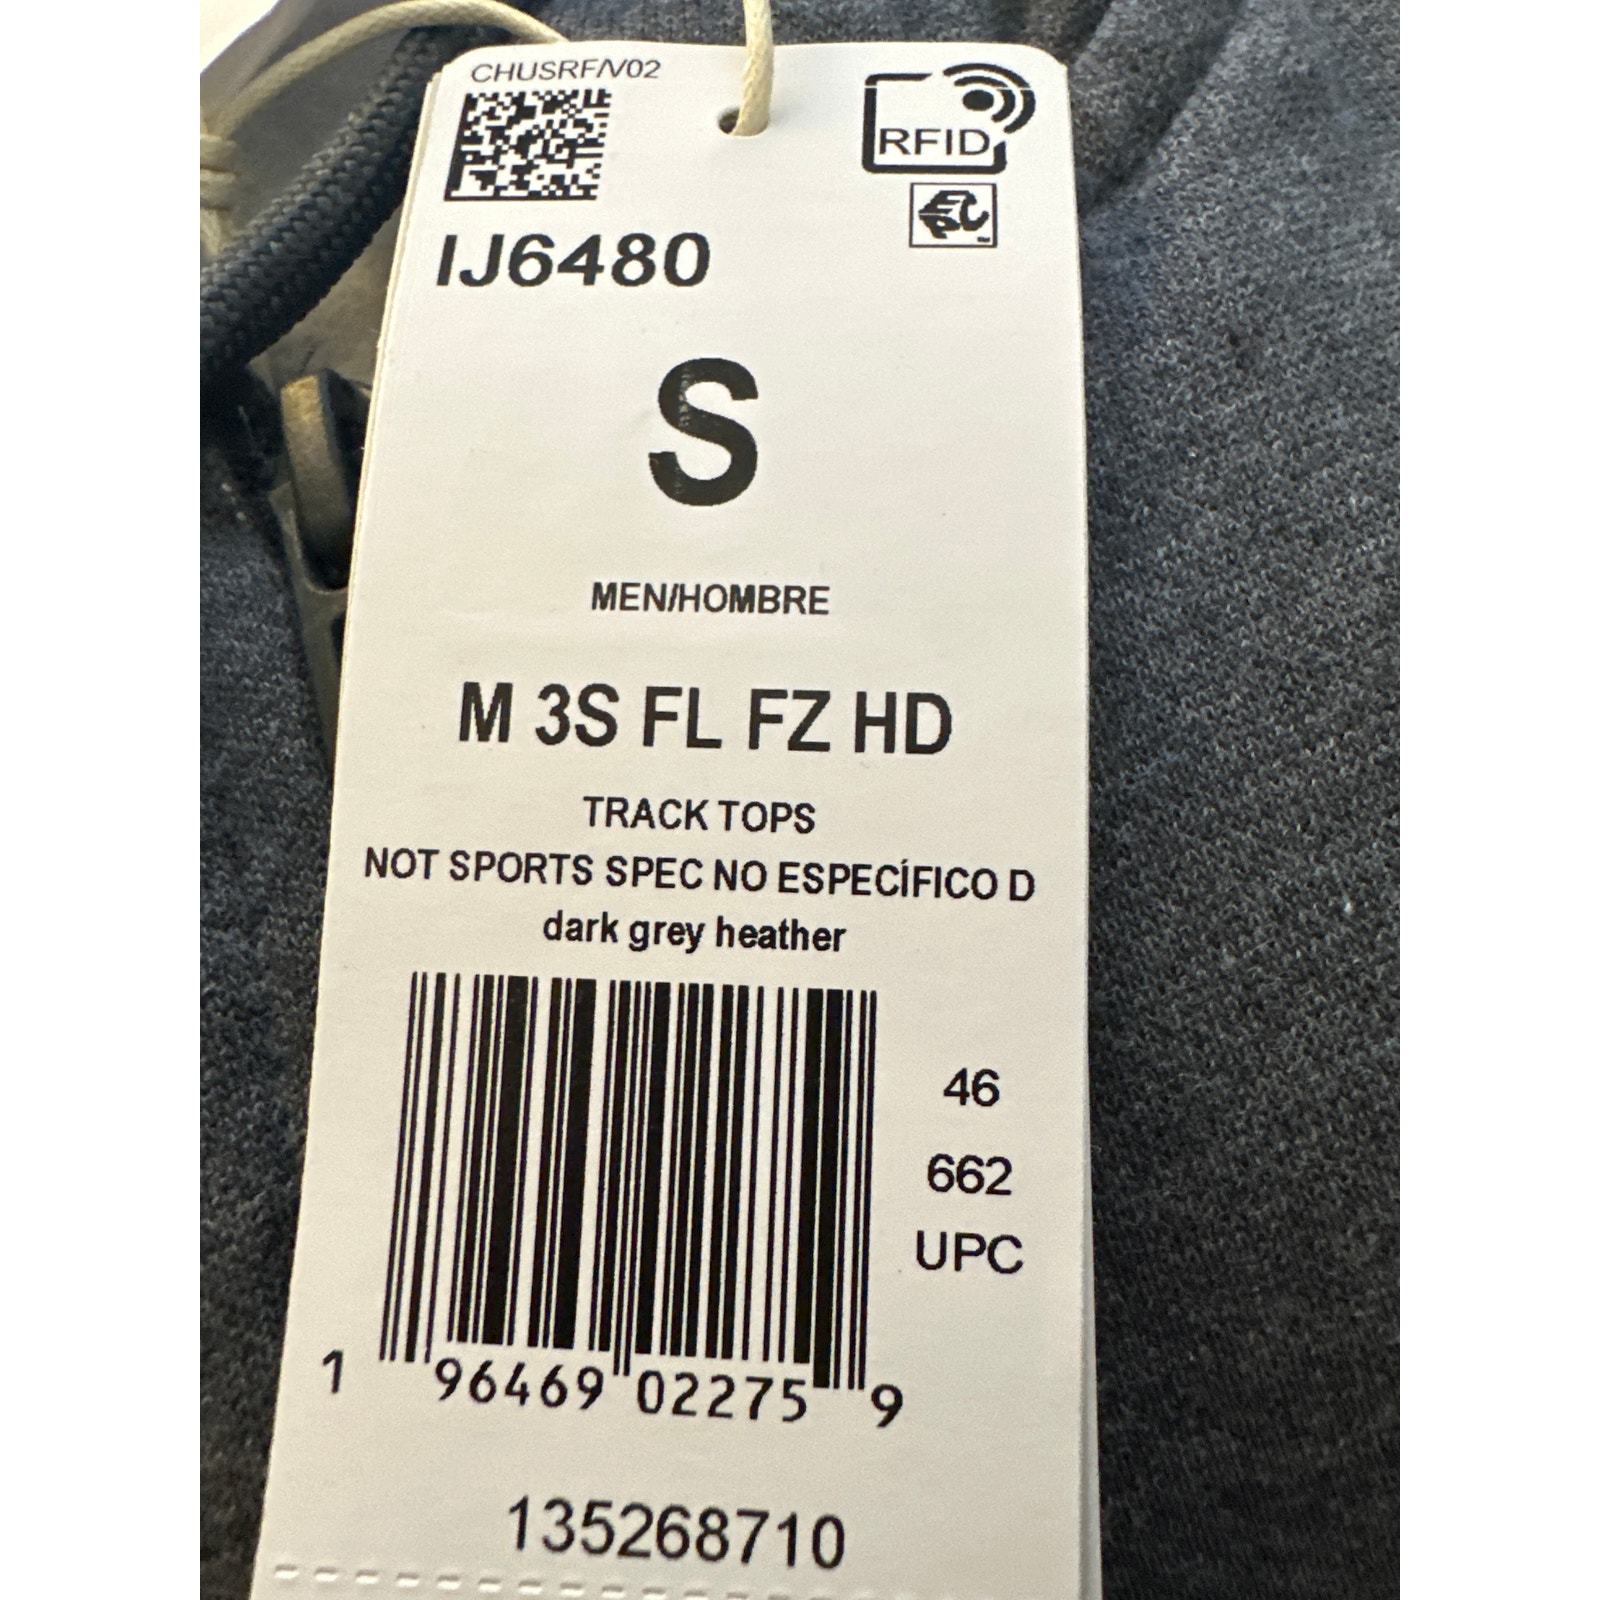 CHUSRF/V02
RFID
EPC
IJ6480
S
MEN/HOMBRE
M 3S FL FZ HD
TRACK TOPS
NOT SPORTS SPEC NO ESPECÍFICO D
dark grey heather
46
662
UPC
1 96469 02275 9
135268710